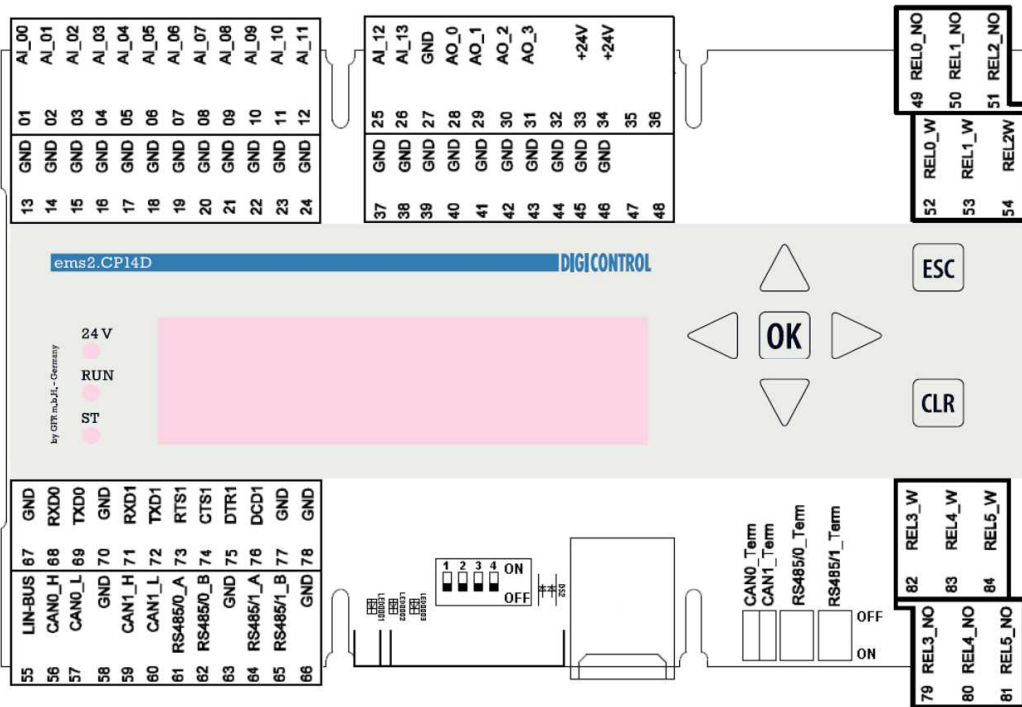 AI_00 AI_01 AI_02 AI_03 AI_04 AI_05 AI_06 AI_07 AI_08 AI_09 AI_10 AI_11
01 02 03 04 05 06 07 08 09 10 11 12
GND GND GND GND GND GND GND GND GND GND GND GND
13 14 15 16 17 18 19 20 21 22 23 24
AI_12 AI_13 GND AO_0 AO_1 AO_2 AO_3 +24V +24V
25 26 27 28 29 30 31 32 33 34 35 36
GND GND GND GND GND GND GND GND GND GND
37 38 39 40 41 42 43 44 45 46 47 48
49 REL0_NO
50 REL1_NO
51 REL2_NO
52 REL0_W
53 REL1_W
54 REL2W
ems2.CP14D
DIGICONTROL
24 V
RUN
ST
by GFR m.b.H. - Germany
OK
ESC
CLR
GND RXD0 TXD0 GND RXD1 TXD1 RTS1 CTS1 DTR1 DCD1 GND GND
67 68 69 70 71 72 73 74 75 76 77 78
LIN-BUS CAN0_H CAN0_L GND CAN1_H CAN1_L RS485/0_A RS485/0_B GND RS485/1_A RS485/1_B GND
55 56 57 58 59 60 61 62 63 64 65 66
1 2 3 4
ON
OFF
CAN0_Term
CAN1_Term
RS485/0_Term
RS485/1_Term
OFF
ON
82 REL3_W
83 REL4_W
84 REL5_W
79 REL3_NO
80 REL4_NO
81 REL5_NO